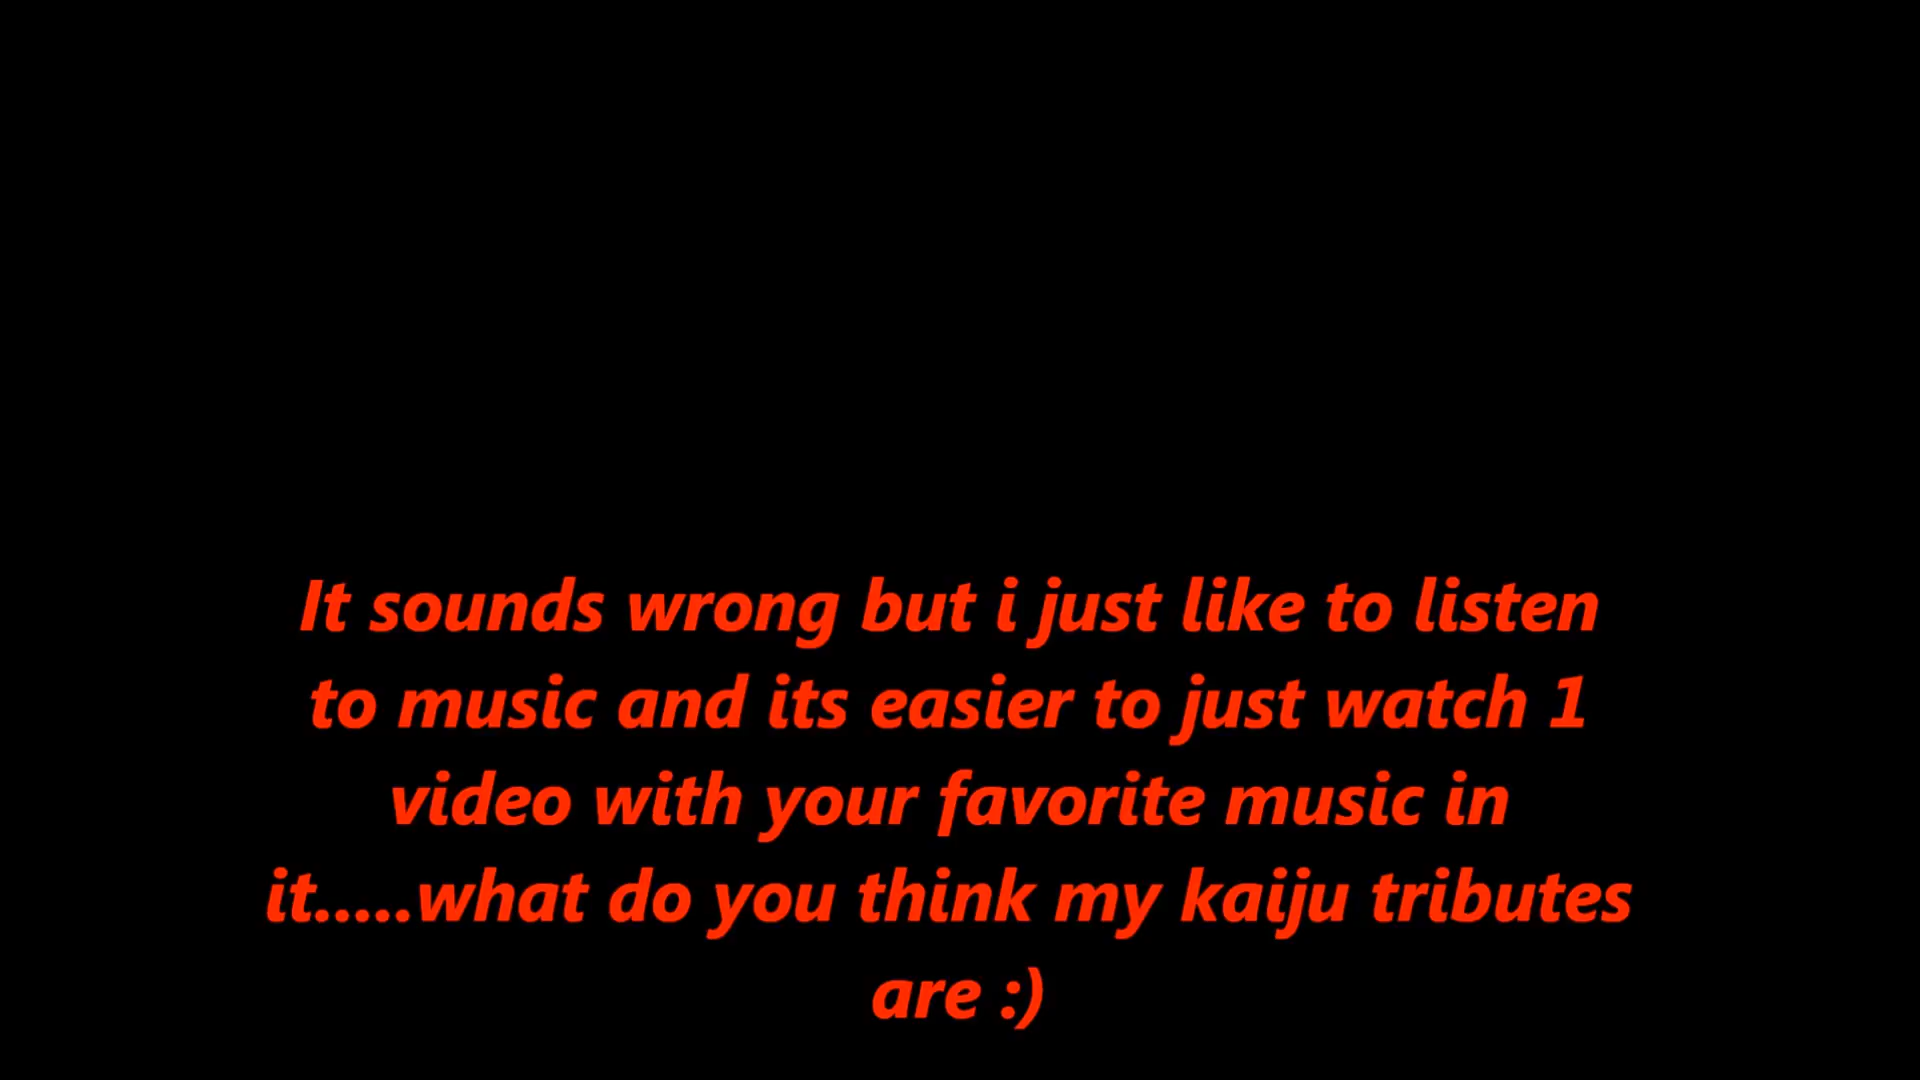 It sounds wrong but i just like to listen
to music and its easier to just watch 1
video with your favorite music in
it.....what do you think my kaiju tributes
are :)